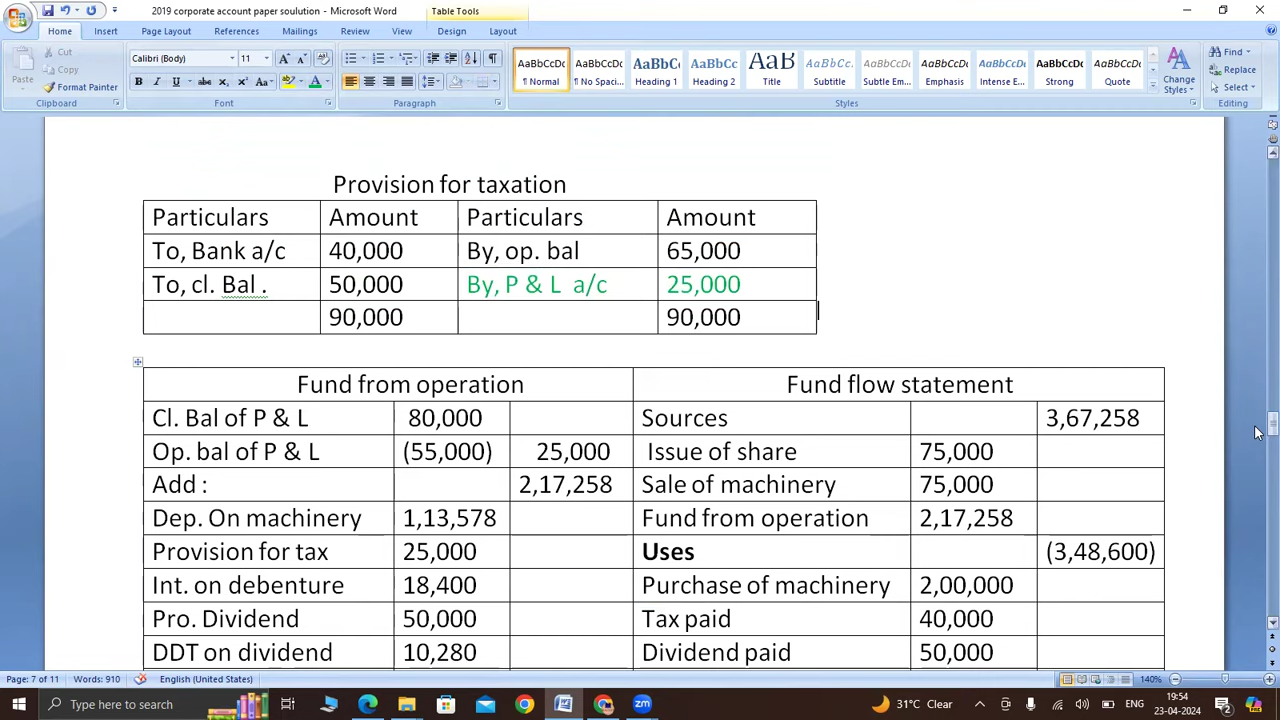 2019 corporate account paper soulution - Microsoft Word
Table Tools
Home Insert Page Layout References Mailings Review View Design Layout
Paste
Cut
Copy
Format Painter
Clipboard
Calibri (Body) 11
Font
Paragraph
AaBbCcDc AaBbCcDc AaBbCc AaBbCc AaBb AaBbCc. AaBbCcDc AaBbCcDc AaBbCcDc AaBbCcDc
¶ Normal ¶ No Spaci... Heading 1 Heading 2 Title Subtitle Subtle Em... Emphasis Intense E... Strong Quote
Change Styles
Styles
Find
Replace
Select
Editing
Provision for taxation
Particulars Amount Particulars Amount
To, Bank a/c 40,000 By, op. bal 65,000
To, cl. Bal . 50,000 By, P & L a/c 25,000
90,000 90,000
Fund from operation Fund flow statement
Cl. Bal of P & L 80,000 Sources 3,67,258
Op. bal of P & L (55,000) 25,000 Issue of share 75,000
Add : 2,17,258 Sale of machinery 75,000
Dep. On machinery 1,13,578 Fund from operation 2,17,258
Provision for tax 25,000 Uses (3,48,600)
Int. on debenture 18,400 Purchase of machinery 2,00,000
Pro. Dividend 50,000 Tax paid 40,000
DDT on dividend 10,280 Dividend paid 50,000
Page: 7 of 11 Words: 910 English (United States) 140%
Type here to search
31°C Clear
19:54
23-04-2024